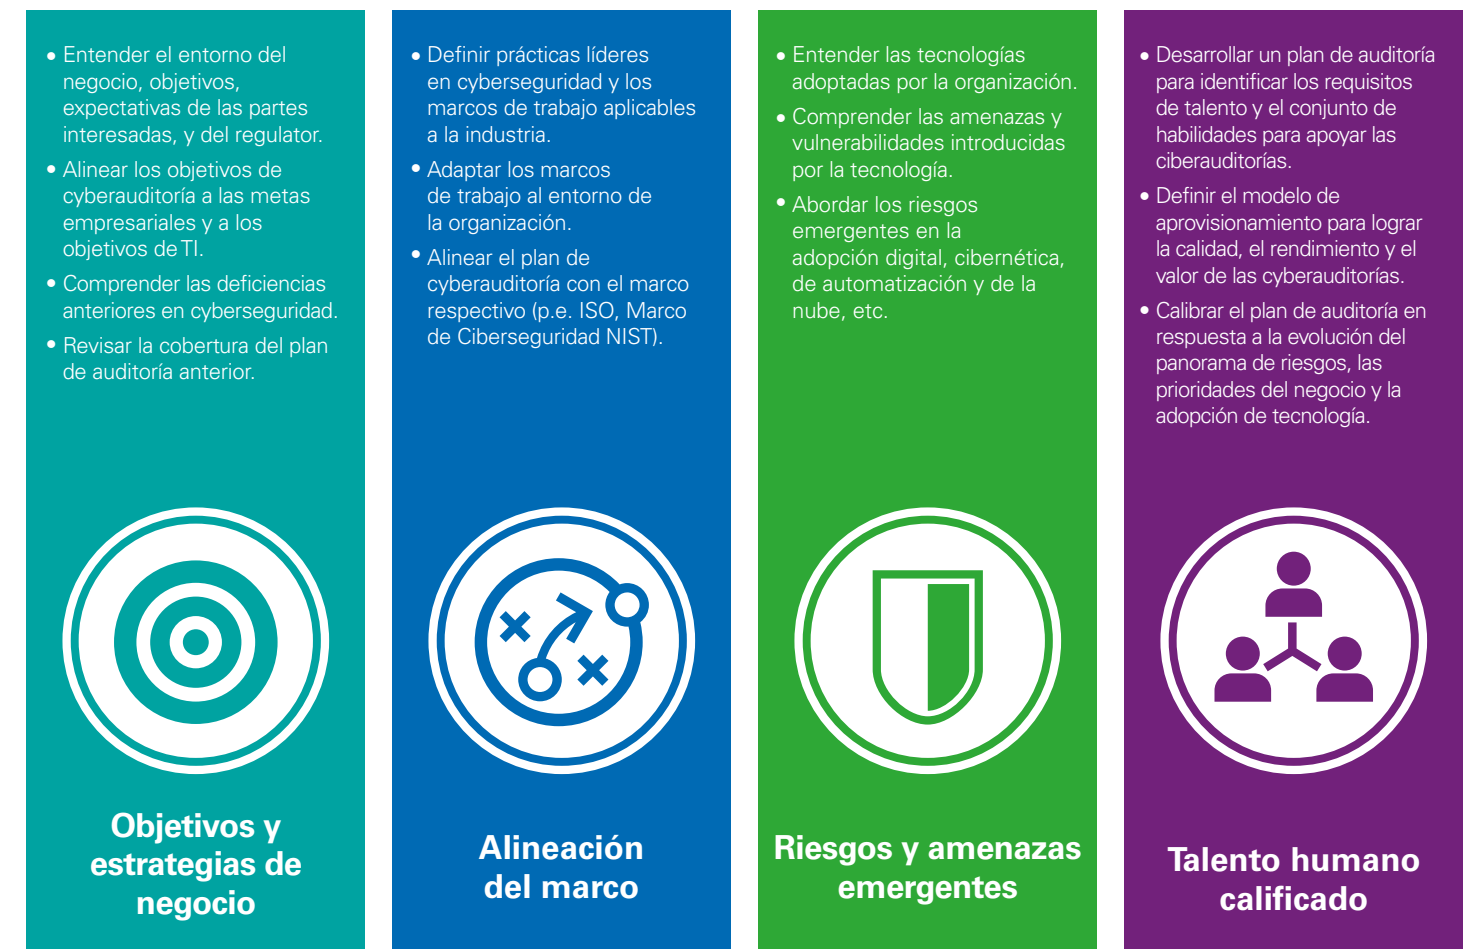 • Entender el entorno del
negocio, objetivos,
expectativas de las partes
interesadas, y del regulator.
• Alinear los objetivos de
cyberauditoría a las metas
empresariales y a los
objetivos de TI.
• Comprender las deficiencias
anteriores en cyberseguridad.
• Revisar la cobertura del plan
de auditoría anterior.
Objetivos y
estrategias de
negocio
• Definir prácticas líderes
en cyberseguridad y los
marcos de trabajo aplicables
a la industria.
• Adaptar los marcos
de trabajo al entorno de
la organización.
• Alinear el plan de
cyberauditoría con el marco
respectivo (p.e. ISO, Marco
de Ciberseguridad NIST).
Alineación
del marco
• Entender las tecnologías
adoptadas por la organización.
• Comprender las amenazas y
vulnerabilidades introducidas
por la tecnología.
• Abordar los riesgos
emergentes en la
adopción digital, cibernética,
de automatización y de la
nube, etc.
Riesgos y amenazas
emergentes
• Desarrollar un plan de auditoría
para identificar los requisitos
de talento y el conjunto de
habilidades para apoyar las
ciberauditorías.
• Definir el modelo de
aprovisionamiento para lograr
la calidad, el rendimiento y el
valor de las cyberauditorías.
• Calibrar el plan de auditoría en
respuesta a la evolución del
panorama de riesgos, las
prioridades del negocio y la
adopción de tecnología.
Talento humano
calificado